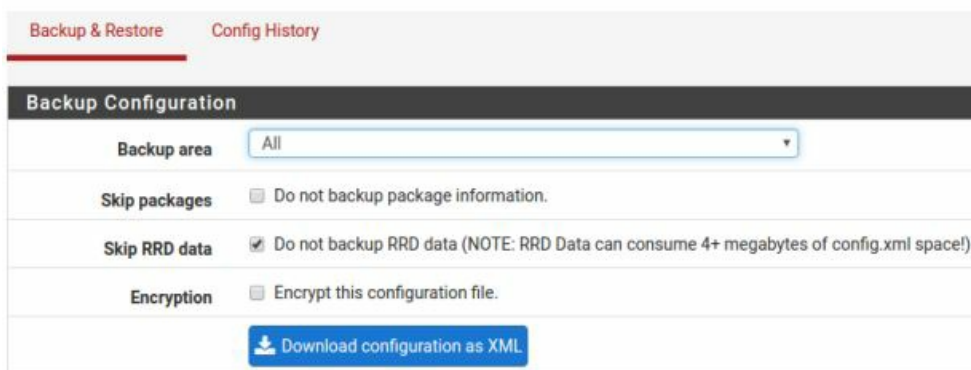 Backup & Restore Config History
Backup Configuration
Backup area All
Skip packages Do not backup package information.
Skip RRD data Do not backup RRD data (NOTE: RRD Data can consume 4+ megabytes of config.xml space!)
Encryption Encrypt this configuration file.
Download configuration as XML